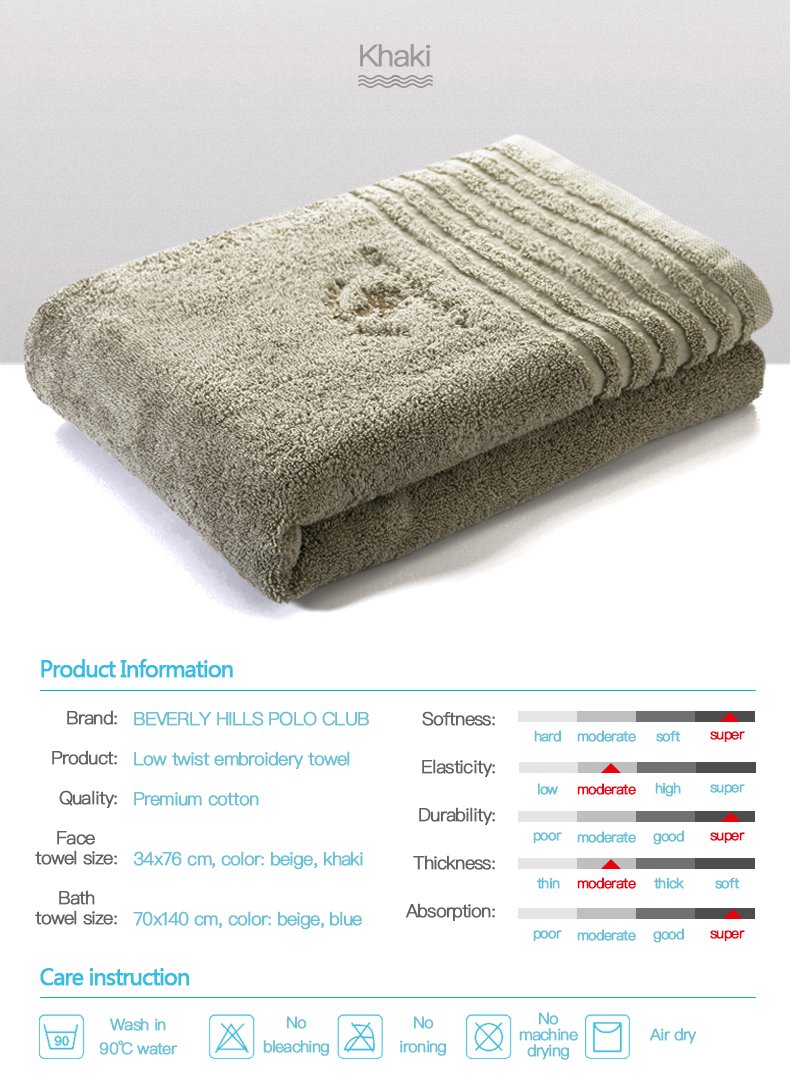 Khaki
Product Information
Brand: BEVERLY HILLS POLO CLUB
Product: Low twist embroidery towel
Quality: Premium cotton
Face
towel size: 34x76 cm, color: beige, khaki
Bath
towel size: 70x140 cm, color: beige, blue
Softness:
hard moderate soft super
Elasticity:
low moderate high super
Durability:
poor moderate good super
Thickness:
thin moderate thick soft
Absorption:
poor moderate good super
Care instruction
90
Wash in
90℃ water
No
bleaching
No
ironing
No
machine
drying
Air dry